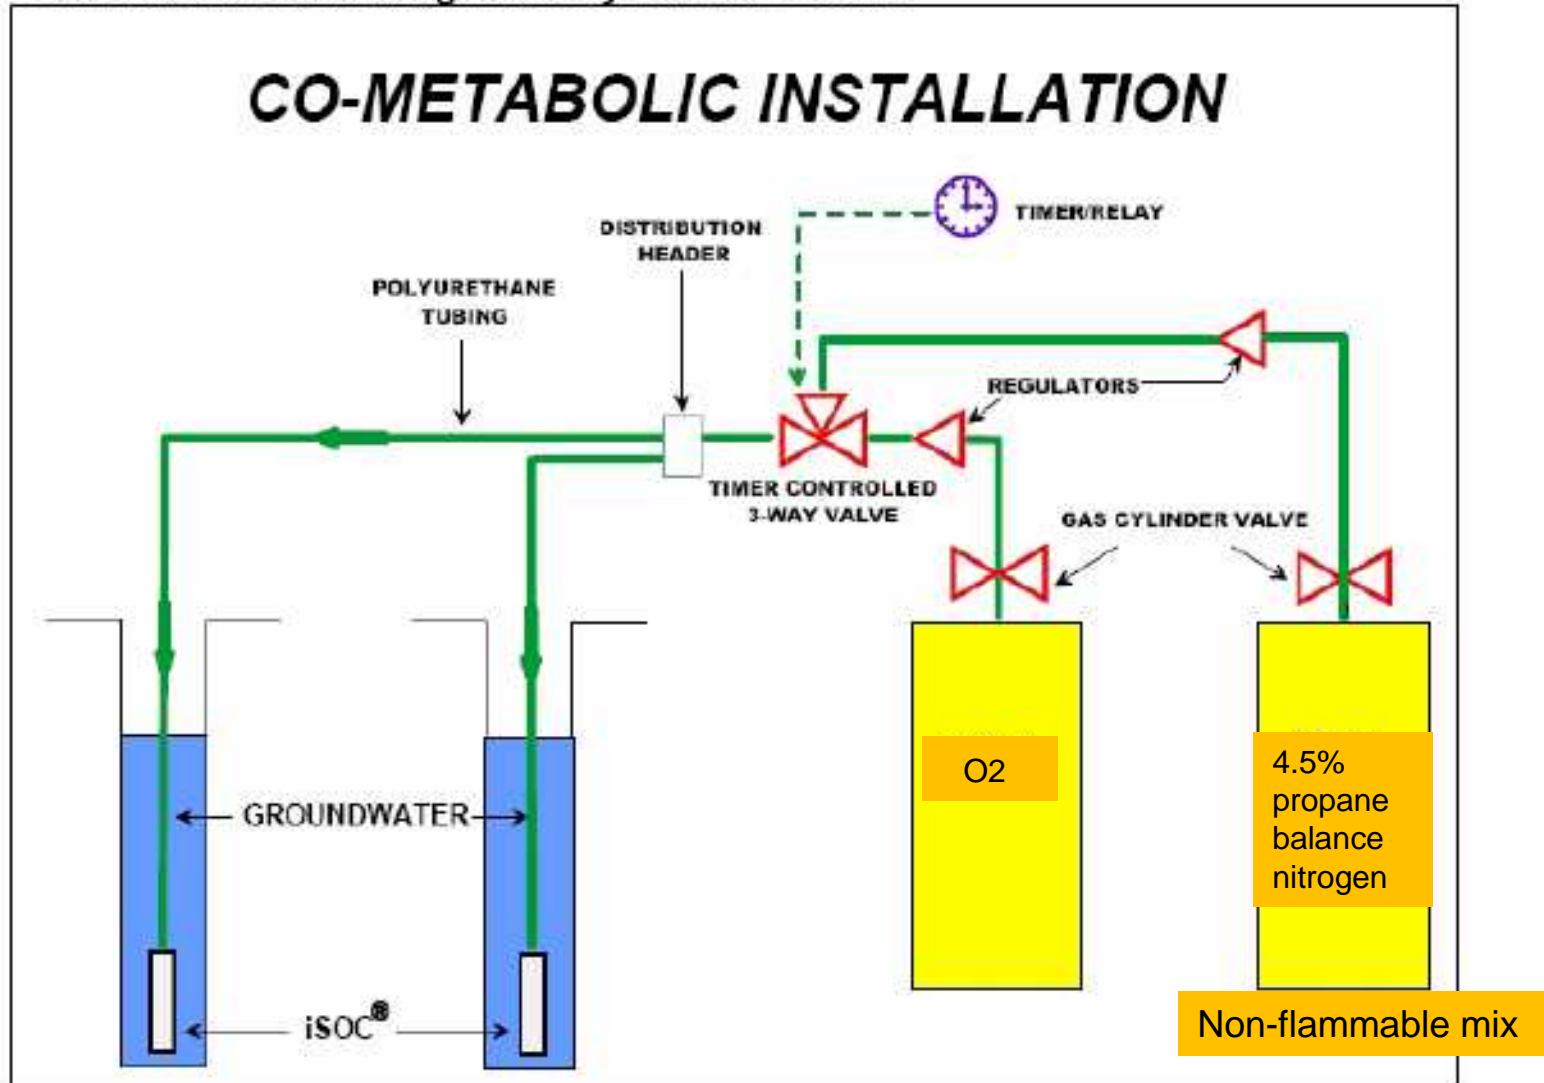 CO-METABOLIC INSTALLATION
TIMER/RELAY
DISTRIBUTION
HEADER
POLYURETHANE
TUBING
REGULATORS
TIMER CONTROLLED
3-WAY VALVE
GAS CYLINDER VALVE
O2
4.5%
propane
balance
nitrogen
GROUNDWATER
iSOC®
Non-flammable mix